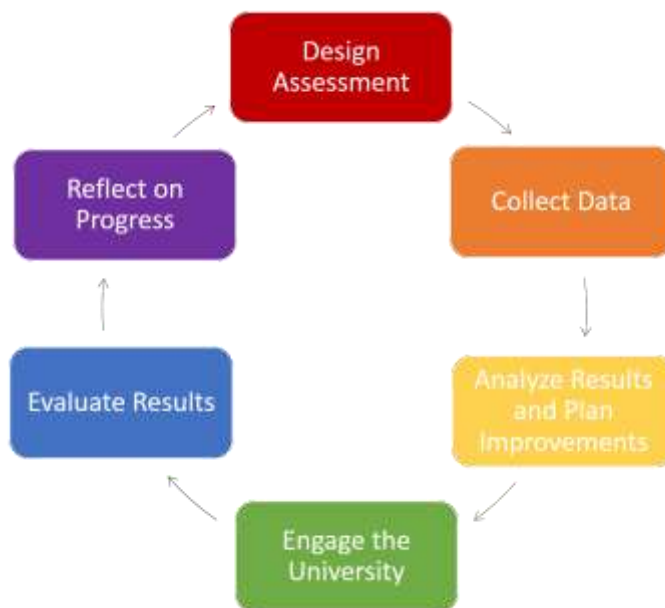 Design
Assessment
Collect Data
Analyze Results
and Plan
Improvements
Engage the
University
Evaluate Results
Reflect on
Progress